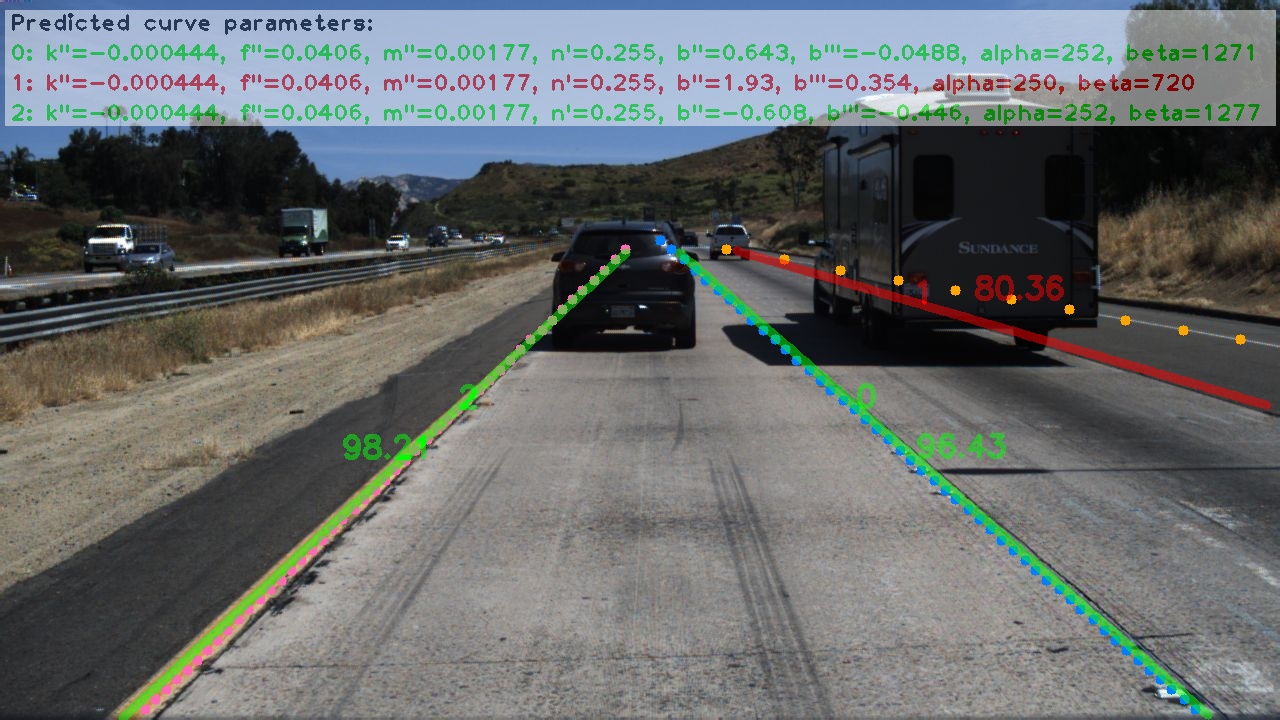 Predicted curve parameters:
0: k''=-0.000444, f''=0.0406, m''=0.00177, n'=0.255, b''=0.643, b'''=-0.0488, alpha=252, beta=1271
1: k''=-0.000444, f''=0.0406, m''=0.00177, n'=0.255, b''=1.93, b'''=0.354, alpha=250, beta=720
2: k''=-0.000444, f''=0.0406, m''=0.00177, n'=0.255, b''=-0.608, b'''=-0.446, alpha=252, beta=1277
SUNDANCE
1 80.36
2
0
96.43